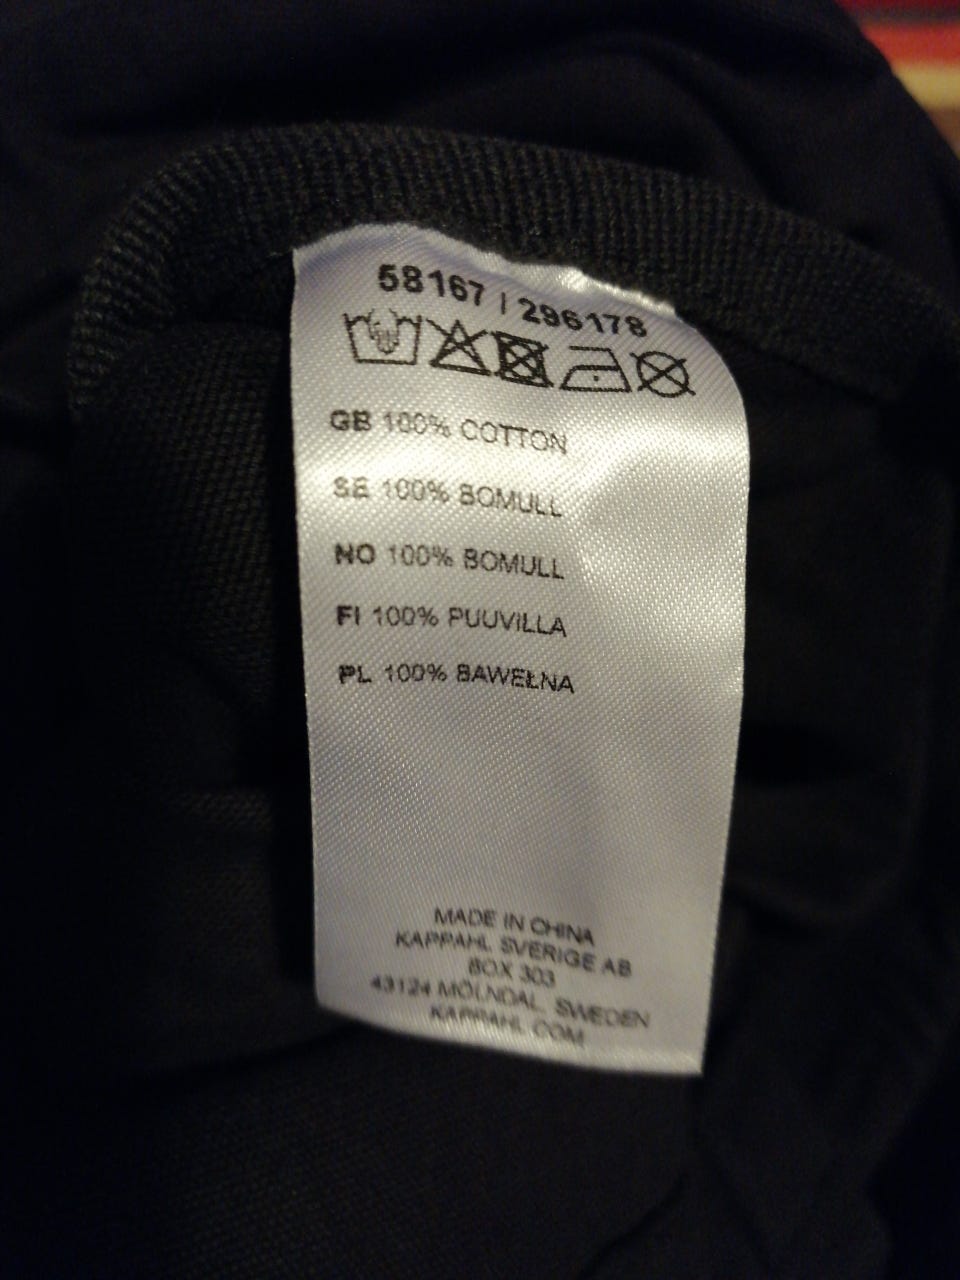 58167 | 296178
GB 100% COTTON
SE 100% BOMULL
NO 100% BOMULL
FI 100% PUUVILLA
PL 100% BAWEŁNA
MADE IN CHINA
KAPPAHL SVERIGE AB
BOX 303
43124 MÖLNDAL, SWEDEN
KAPPAHL.COM